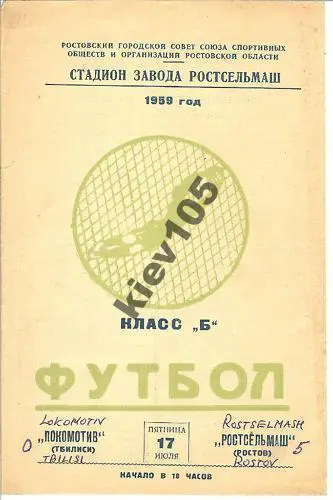 РОСТОВСКИЙ ГОРОДСКОЙ СОВЕТ СОЮЗА СПОРТИВНЫХ
ОБЩЕСТВ И ОРГАНИЗАЦИЙ РОСТОВСКОЙ ОБЛАСТИ
СТАДИОН ЗАВОДА РОСТСЕЛЬМАШ
1959 год
kiev105
КЛАСС „Б“
ФУТБОЛ
LOKOMOTIV
ПЯТНИЦА
ROSTSELMASH
0 „ЛОКОМОТИВ“
17
„РОСТСЕЛЬМАШ“ 5
(ТБИЛИСИ)
ИЮЛЯ
(РОСТОВ)
TBILISI
ROSTOV
НАЧАЛО В 18 ЧАСОВ